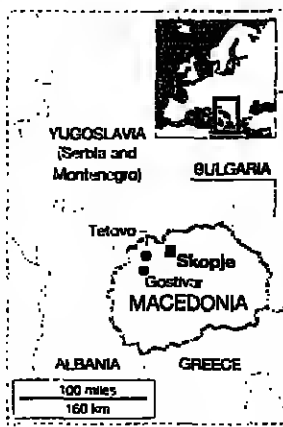 YUGOSLAVIA
(Serbia and
Montenegro)
BULGARIA
Tetovo
Skopje
Gostivar
MACEDONIA
ALBANIA
GREECE
100 miles
160 km